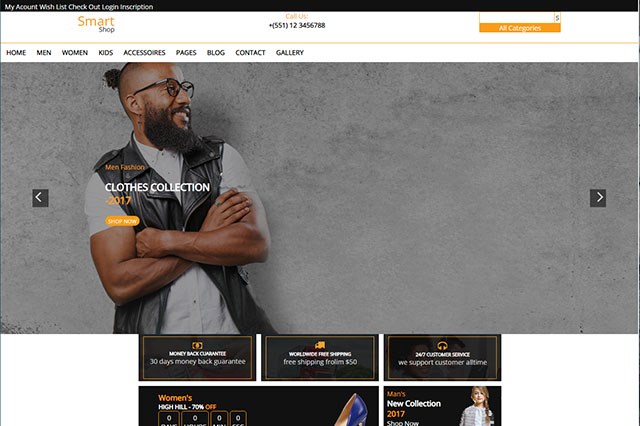 My Acount Wish List Check Out Login Inscription
Smart
Shop
Call Us:
+(551) 12 3456788
$
All Categories
HOME MEN WOMEN KIDS ACCESSOIRES PAGES BLOG CONTACT GALLERY
Men Fashion
CLOTHES COLLECTION
-2017
SHOP NOW
MONEY BACK GUARANTEE
30 days money back guarantee
WORLDWIDE FREE SHIPPING
free shipping frolim $50
24/7 CUSTOMER SERVICE
we support customer alltime
Women's
HIGH HILL - 70% OFF
0 0 0 0
DAYS HOURS MIN SEC
Man's
New Collection
2017
Shop Now